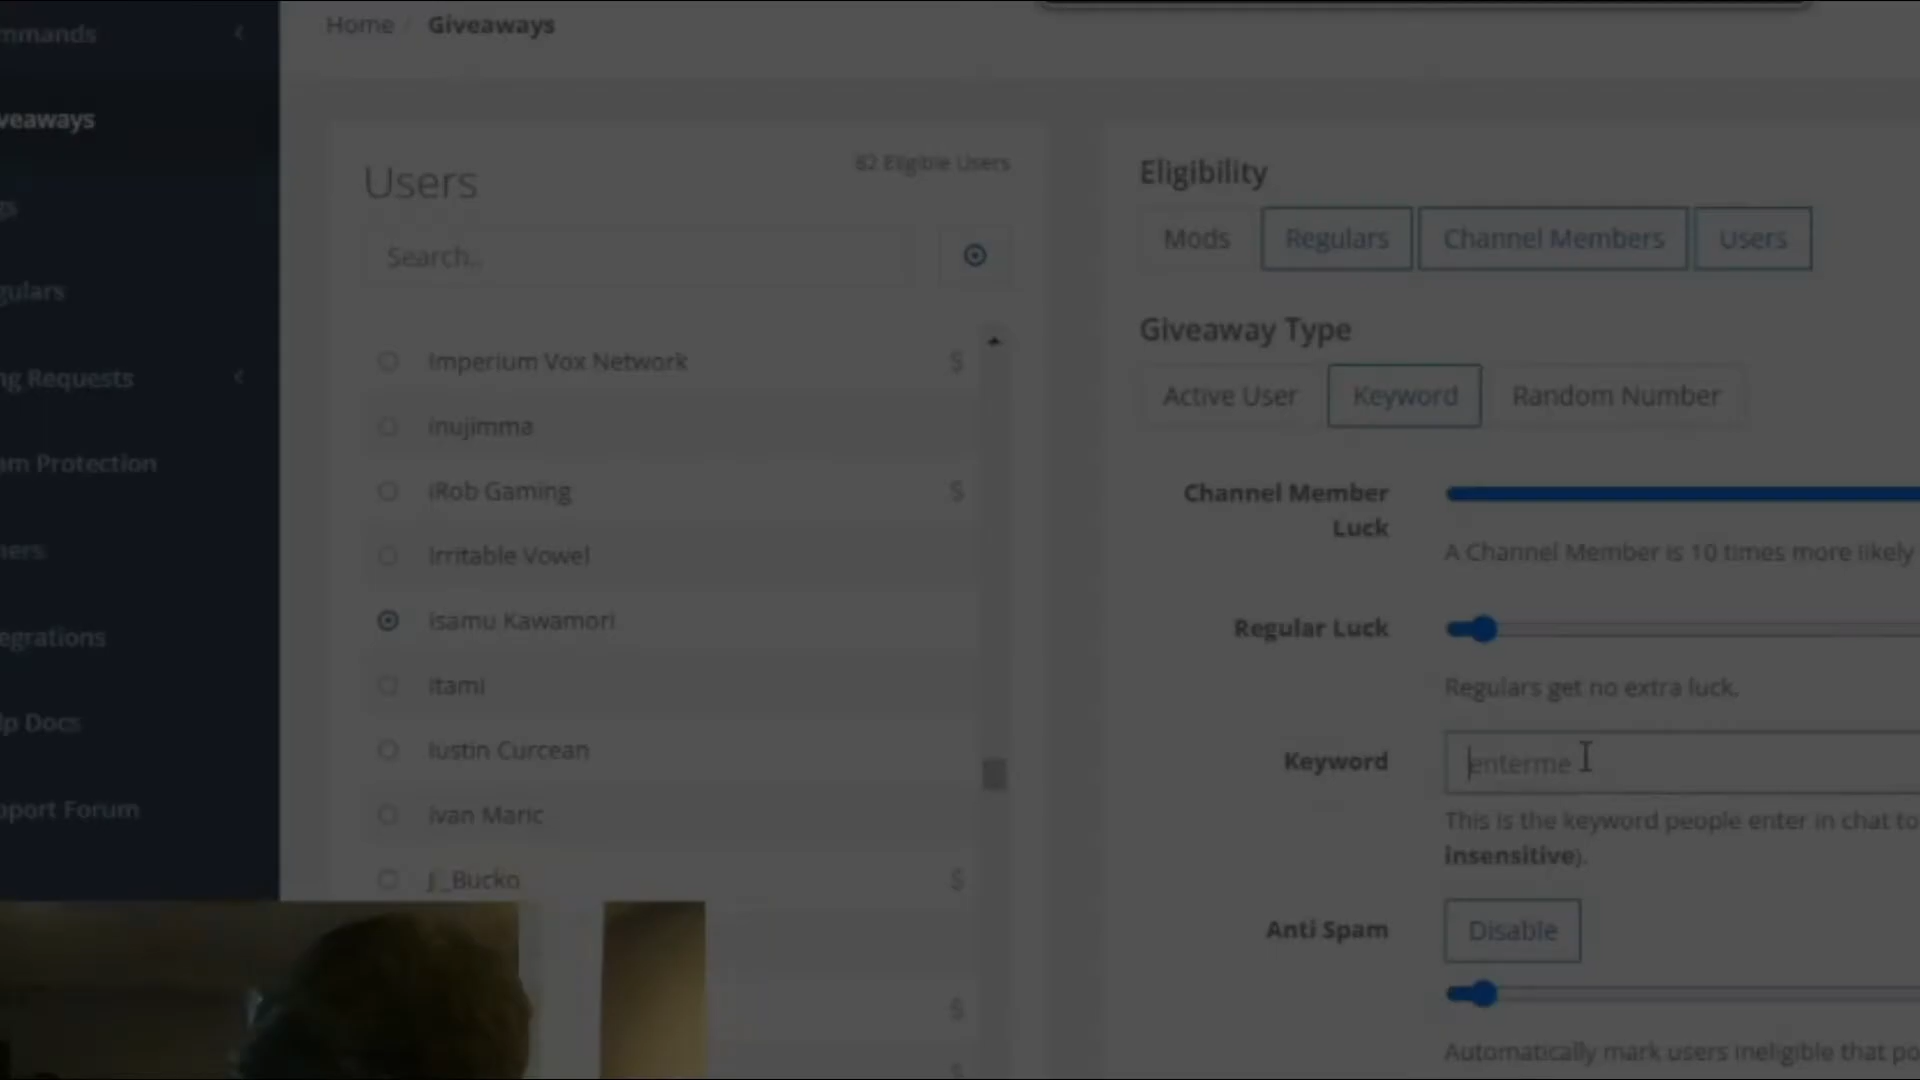 mmands
Home / Giveaways
veaways
gs
gulars
ng Requests
am Protection
ners
egrations
lp Docs
pport Forum
Users
62 Eligible Users
Search...
Imperium Vox Network $
inujimma
iRob Gaming $
Irritable Vowel
Isamu Kawamori
Itami
Iustin Curcean
Ivan Maric
J_Bucko $
$
Eligibility
Mods Regulars Channel Members Users
Giveaway Type
Active User Keyword Random Number
Channel Member
Luck
A Channel Member is 10 times more likely
Regular Luck
Regulars get no extra luck.
Keyword
enterme
This is the keyword people enter in chat to
insensitive).
Anti Spam
Disable
Automatically mark users ineligible that po